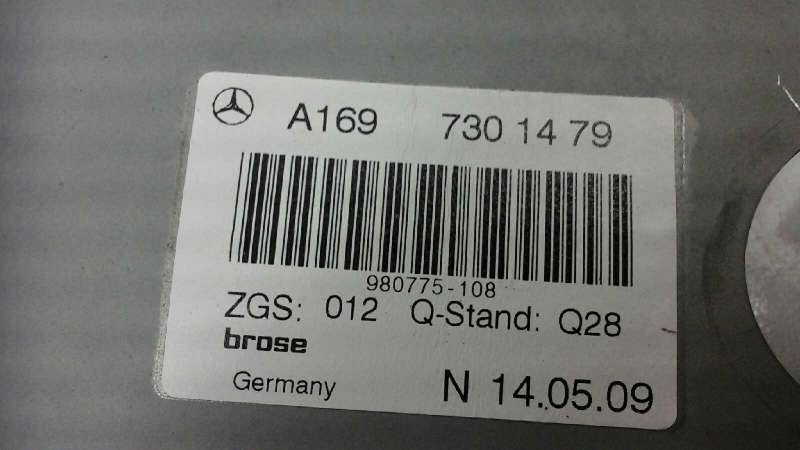 A169 730 14 79
980775-108
ZGS: 012 Q-Stand: Q28
brose
Germany N 14.05.09